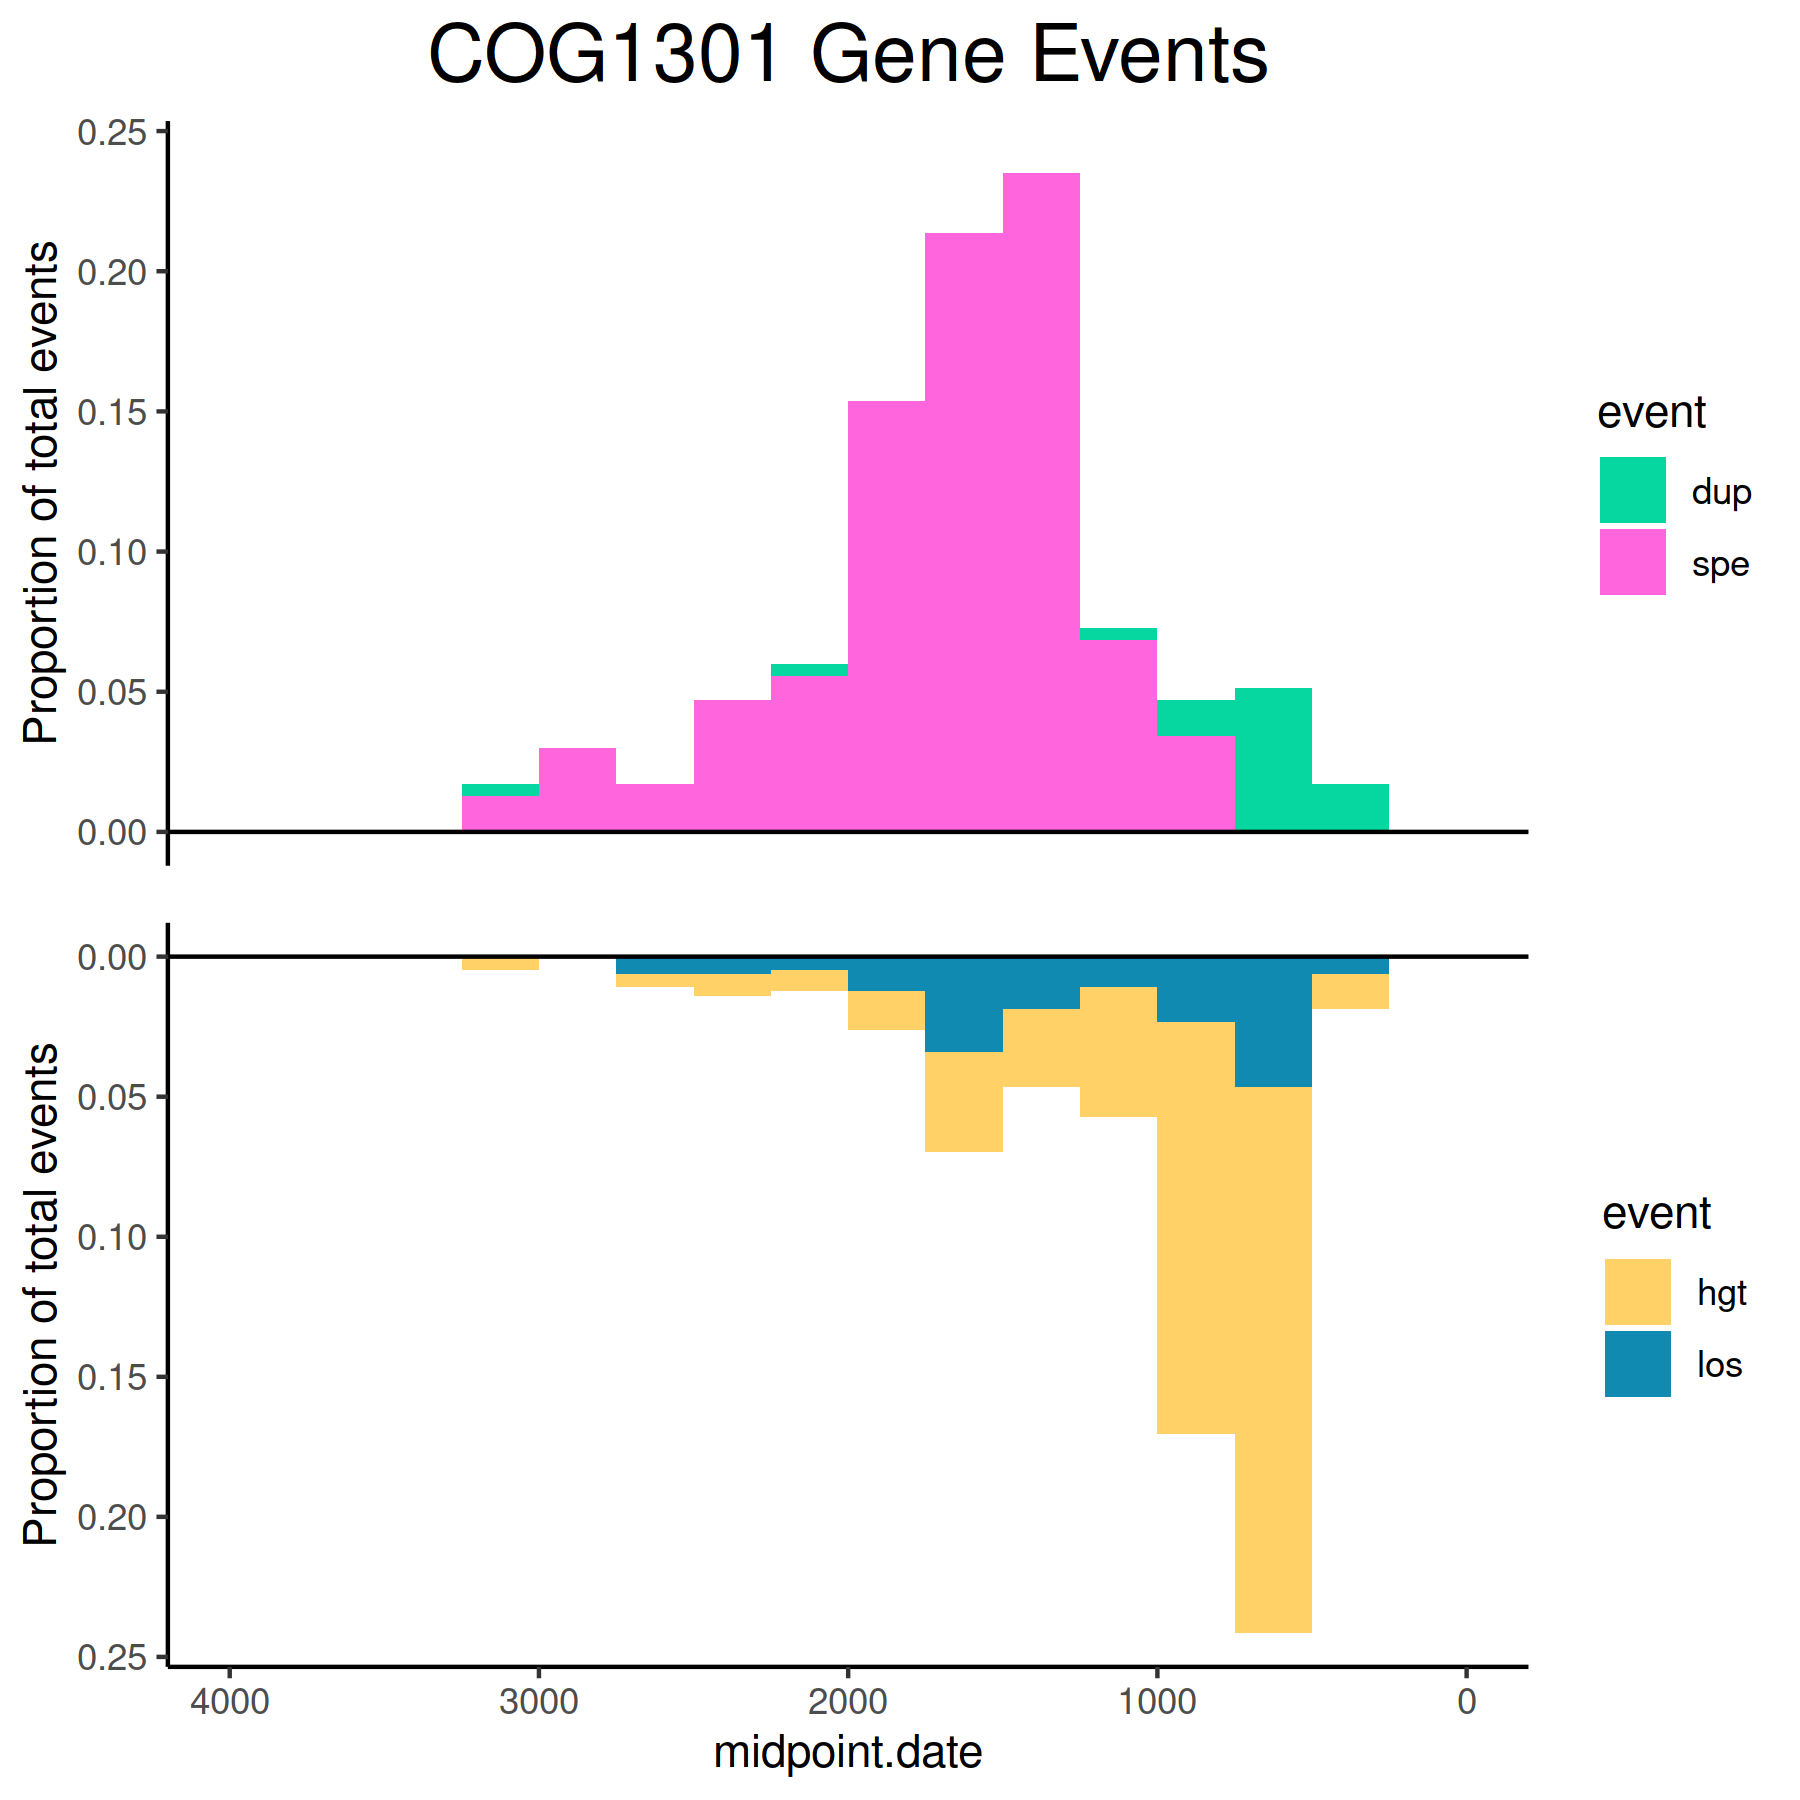 COG1301 Gene Events
Proportion of total events
0.25
0.20
0.15
0.10
0.05
0.00
event
dup
spe
Proportion of total events
0.00
0.05
0.10
0.15
0.20
0.25
event
hgt
los
4000 3000 2000 1000 0
midpoint.date